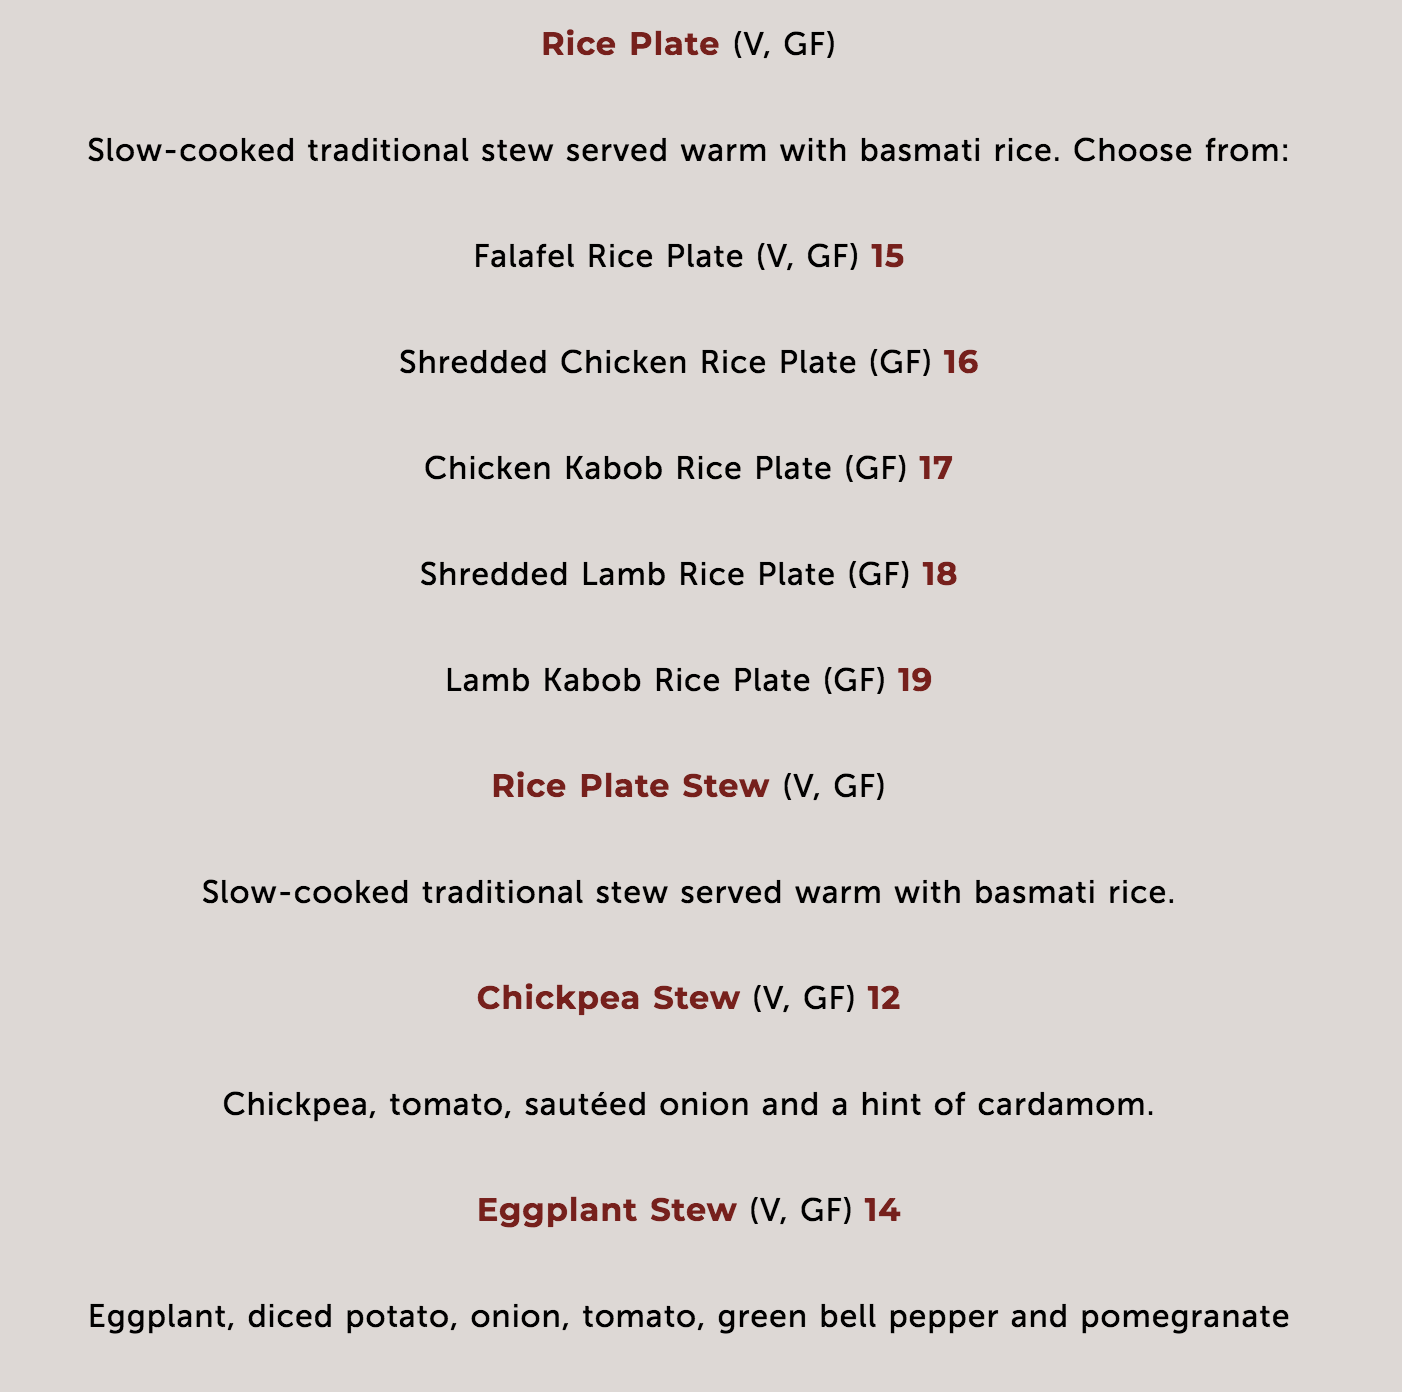 Rice Plate (V, GF)
Slow-cooked traditional stew served warm with basmati rice. Choose from:
Falafel Rice Plate (V, GF) 15
Shredded Chicken Rice Plate (GF) 16
Chicken Kabob Rice Plate (GF) 17
Shredded Lamb Rice Plate (GF) 18
Lamb Kabob Rice Plate (GF) 19
Rice Plate Stew (V, GF)
Slow-cooked traditional stew served warm with basmati rice.
Chickpea Stew (V, GF) 12
Chickpea, tomato, sautéed onion and a hint of cardamom.
Eggplant Stew (V, GF) 14
Eggplant, diced potato, onion, tomato, green bell pepper and pomegranate